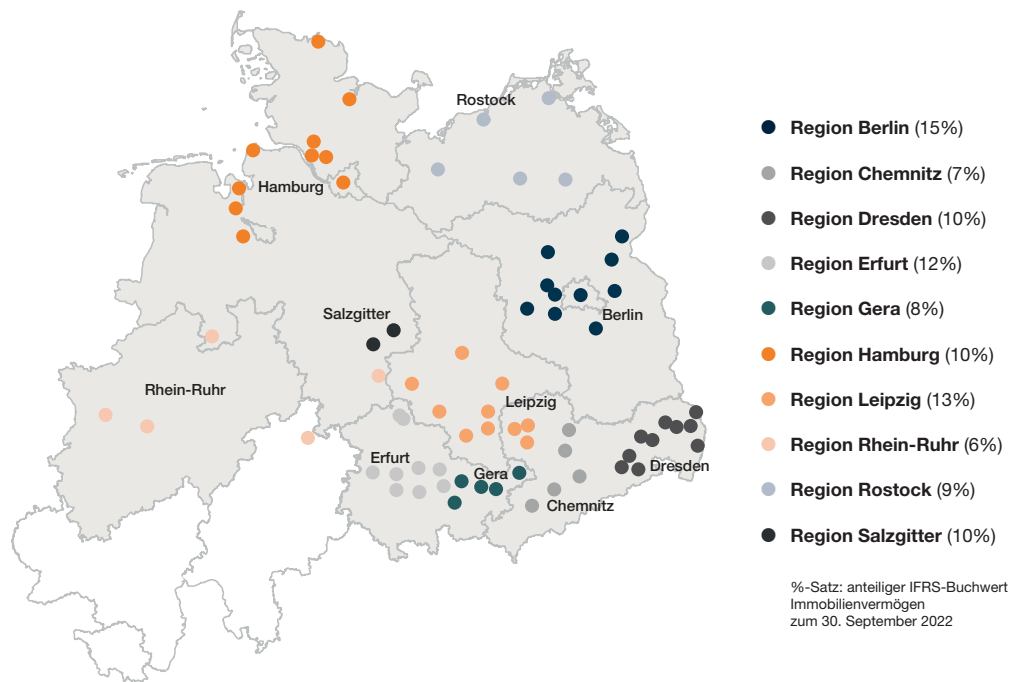 Rostock
Hamburg
Salzgitter
Berlin
Rhein-Ruhr
Leipzig
Erfurt
Gera
Dresden
Chemnitz
Region Berlin (15%)
Region Chemnitz (7%)
Region Dresden (10%)
Region Erfurt (12%)
Region Gera (8%)
Region Hamburg (10%)
Region Leipzig (13%)
Region Rhein-Ruhr (6%)
Region Rostock (9%)
Region Salzgitter (10%)
%-Satz: anteiliger IFRS-Buchwert
Immobilienvermögen
zum 30. September 2022